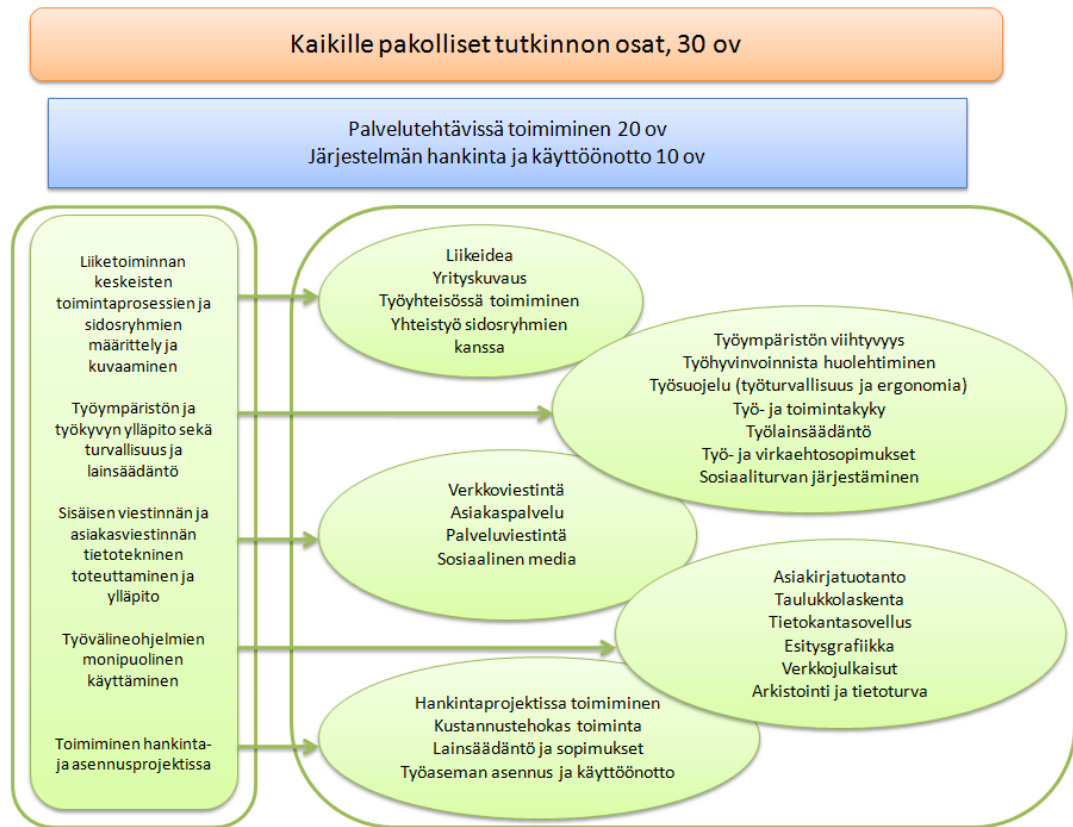 Kaikille pakolliset tutkinnon osat, 30 ov
Palvelutehtävissä toimiminen 20 ov
Järjestelmän hankinta ja käyttöönotto 10 ov
Liiketoiminnan
keskeisten
toimintaprosessien ja
sidosryhmien
määrittely ja
kuvaaminen
Työympäristön ja
työkyvyn ylläpito sekä
turvallisuus ja
lainsäädäntö
Sisäisen viestinnän ja
asiakasviestinnän
tietotekninen
toteuttaminen ja
ylläpito
Työvälineohjelmien
monipuolinen
käyttäminen
Toimiminen hankinta-
ja asennusprojektissa
Liikeidea
Yrityskuvaus
Työyhteisössä toimiminen
Yhteistyö sidosryhmien
kanssa
Työympäristön viihtyvyys
Työhyvinvoinnista huolehtiminen
Työsuojelu (työturvallisuus ja ergonomia)
Työ- ja toimintakyky
Työlainsäädäntö
Työ- ja virkaehtosopimukset
Sosiaaliturvan järjestäminen
Verkkoviestintä
Asiakaspalvelu
Palveluviestintä
Sosiaalinen media
Asiakirjatuotanto
Taulukkolaskenta
Tietokantasovellus
Esitysgrafiikka
Verkkojulkaisut
Arkistointi ja tietoturva
Hankintaprojektissa toimiminen
Kustannustehokas toiminta
Lainsäädäntö ja sopimukset
Työaseman asennus ja käyttöönotto